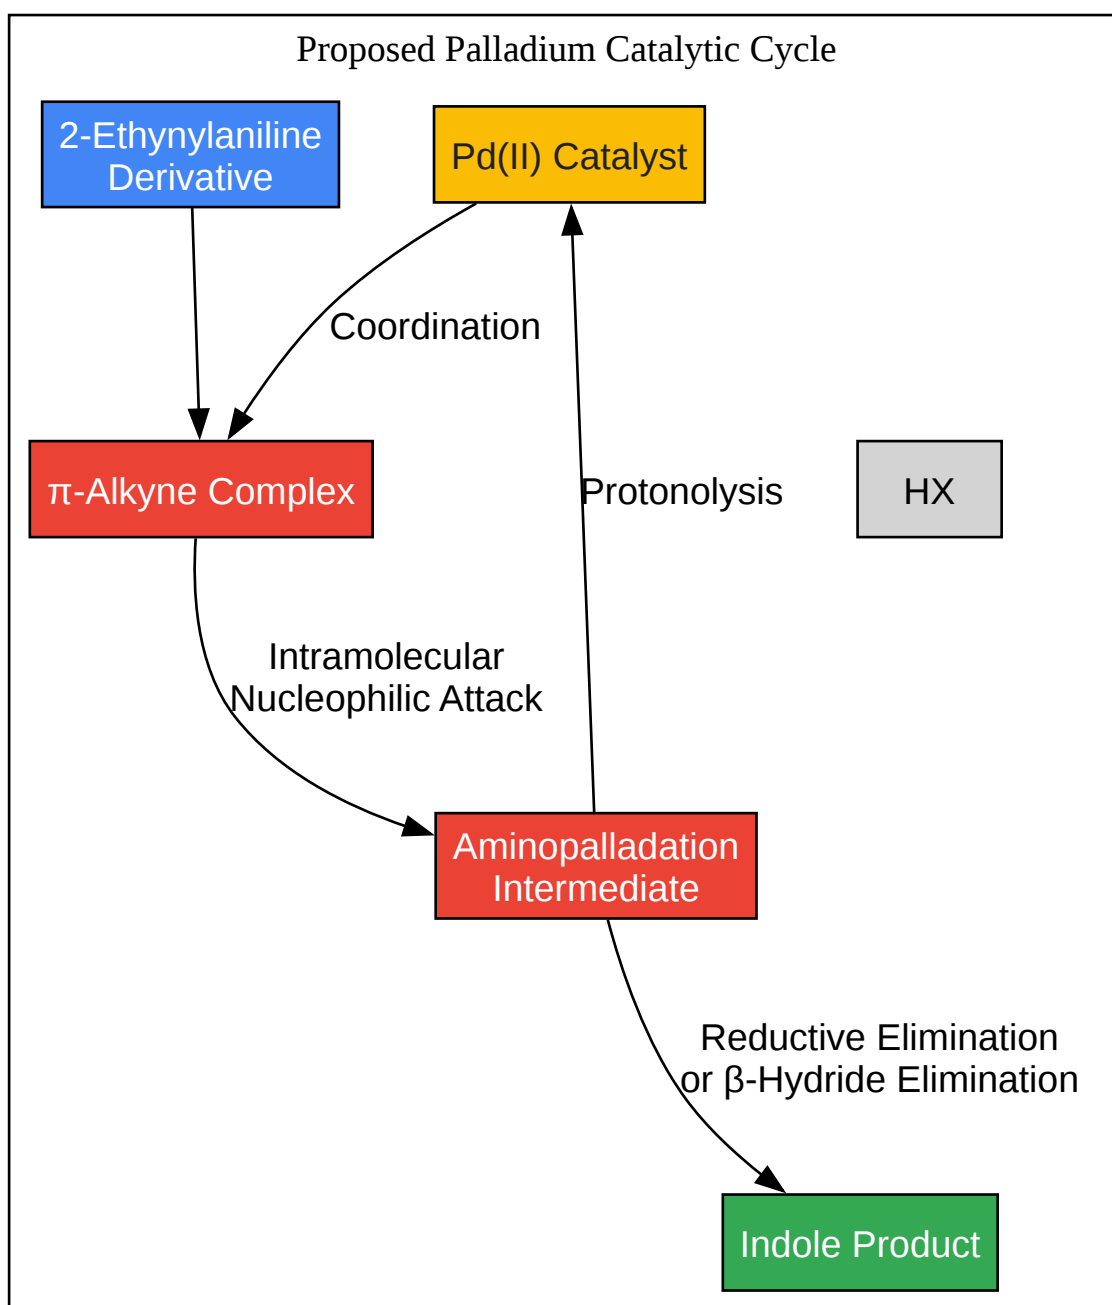 Proposed Palladium Catalytic Cycle
2-Ethynylaniline
Derivative
Pd(II) Catalyst
Coordination
π-Alkyne Complex
Protonolysis
HX
Intramolecular
Nucleophilic Attack
Aminopalladation
Intermediate
Reductive Elimination
or β-Hydride Elimination
Indole Product